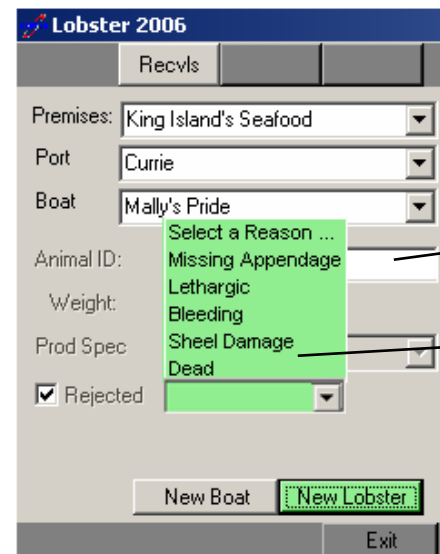 Lobster 2006
Recvls
Premises: King Island's Seafood
Port Currie
Boat Mally's Pride
Select a Reason ...
Animal ID: Missing Appendage
Lethargic
Weight:
Bleeding
Prod Spec Sheel Damage
Dead
Rejected
New Boat New Lobster
Exit